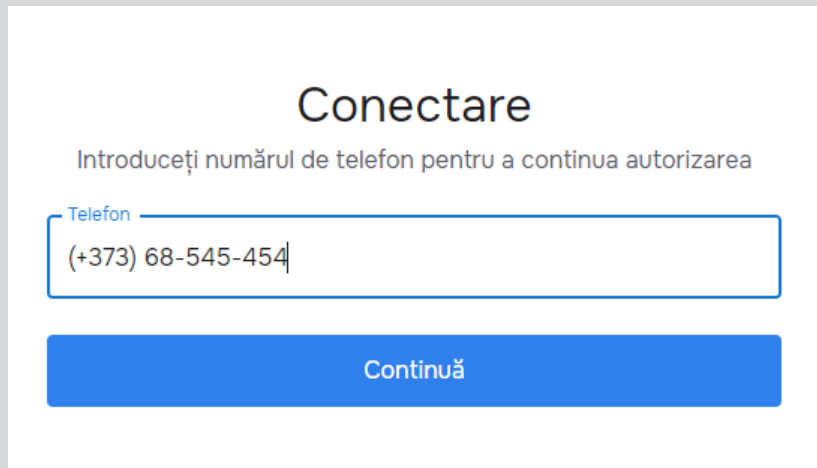 Conectare
Introduceți numărul de telefon pentru a continua autorizarea
Telefon
(+373) 68-545-454
Continuă